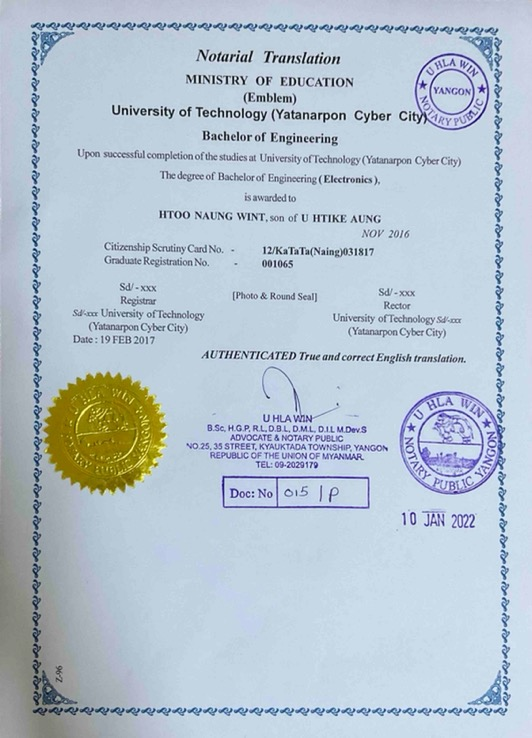 Notarial Translation
MINISTRY OF EDUCATION
(Emblem)
University of Technology (Yatanarpon Cyber City)
U HLA WIN
YANGON
NOTARY PUBLIC
Bachelor of Engineering
Upon successful completion of the studies at University of Technology (Yatanarpon Cyber City)
The degree of Bachelor of Engineering (Electronics),
is awarded to
HTOO NAUNG WINT, son of U HTIKE AUNG
NOV 2016
Citizenship Scrutiny Card No. - 12/KaTaTa(Naing)031817
Graduate Registration No. - 001065
Sd/-xxx
Registrar
Sd/-xxx University of Technology
(Yatanarpon Cyber City)
Date : 19 FEB 2017
[Photo & Round Seal]
Sd/-xxx
Rector
University of Technology Sd/-xxx
(Yatanarpon Cyber City)
AUTHENTICATED True and correct English translation.
U HLA WIN
B.Sc, H.G.P, R.L, D.B.L, D.M.L, D.I.L M.Dev.S
ADVOCATE & NOTARY PUBLIC
NO.25, 35 STREET, KYAUKTADA TOWNSHIP, YANGON
REPUBLIC OF THE UNION OF MYANMAR.
TEL: 09-2029179
Doc: No 015/P
U HLA WIN
NOTARY PUBLIC YANGON
10 JAN 2022
Z-96